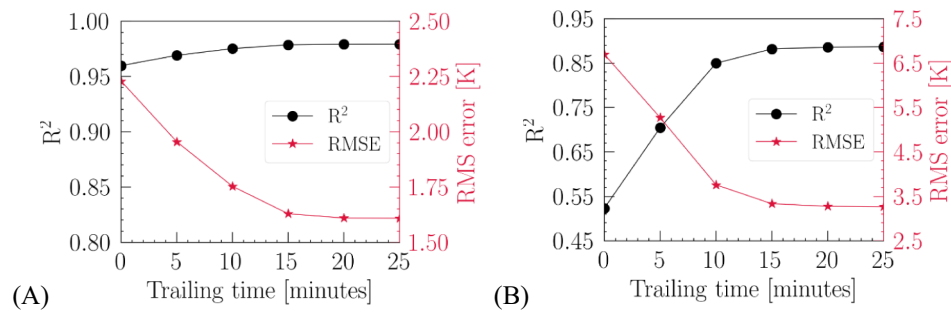 1.00
0.95
0.90
0.85
0.80
R²
2.50
2.25
2.00
1.75
1.50
RMS error [K]
R²
RMSE
0 5 10 15 20 25
Trailing time [minutes]
(A)
0.95
0.85
0.75
0.65
0.55
0.45
R²
7.5
6.5
5.5
4.5
3.5
2.5
RMS error [K]
R²
RMSE
0 5 10 15 20 25
Trailing time [minutes]
(B)